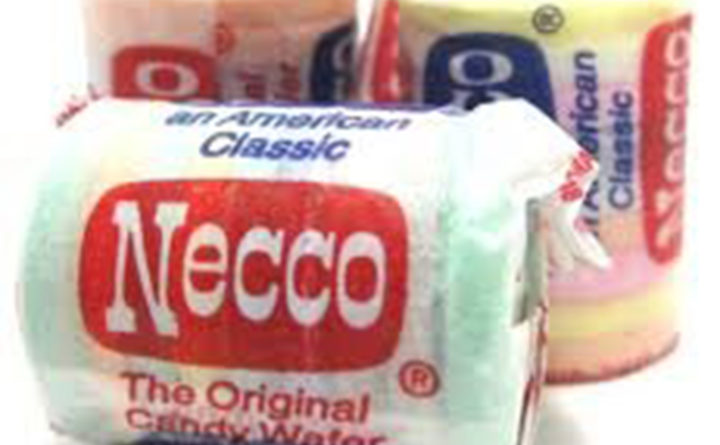 an American
Classic
Necco
®
The Original
Candy Wafer
®
American
Classic
Necco